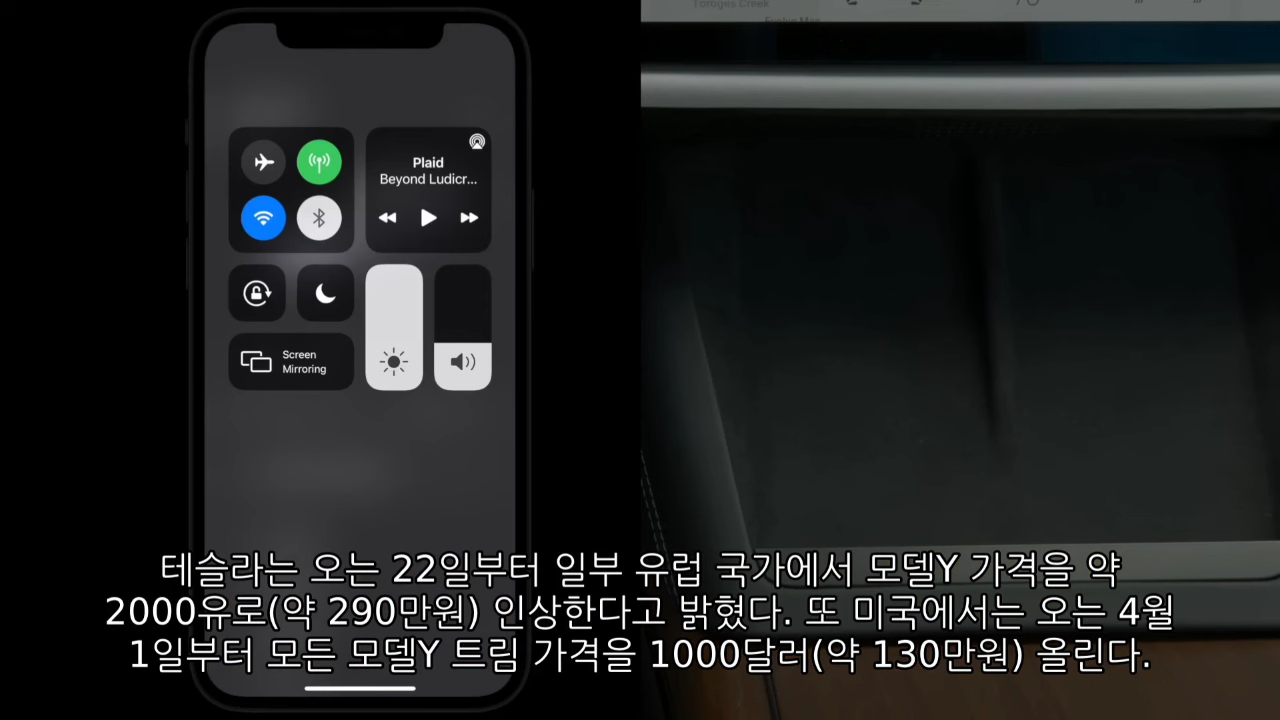 Plaid
Beyond Ludicr...
Screen
Mirroring
테슬라는 오는 22일부터 일부 유럽 국가에서 모델Y 가격을 약
2000유로(약 290만원) 인상한다고 밝혔다. 또 미국에서는 오는 4월
1일부터 모든 모델Y 트림 가격을 1000달러(약 130만원) 올린다.